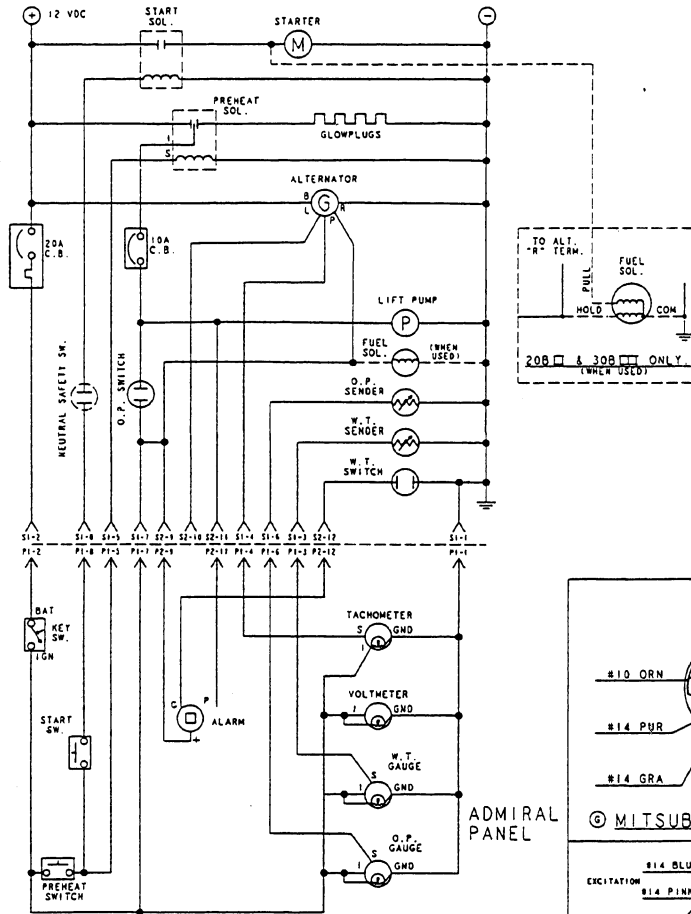 + 12 VDC
START
SOL.
STARTER
M
-
PREHEAT
SOL.
I
S
GLOWPLUGS
ALTERNATOR
B
L
G
R
P
20A
C.B.
10A
C.B.
LIFT PUMP
P
FUEL
SOL.
(WHEN
USED)
O.P.
SENDER
W.T.
SENDER
W.T.
SWITCH
NEUTRAL SAFETY SW.
O.P. SWITCH
TO ALT.
"R" TERM.
PULL
FUEL
SOL.
HOLD
COM
20B & 30B ONLY
(WHEN USED)
S1-2 S1-8 S1-5 S1-7 S2-9 S2-10 S2-11 S1-4 S1-6 S1-3 S2-12 S1-1
P1-2 P1-8 P1-5 P1-7 P2-9 P2-11 P1-4 P1-6 P1-3 P2-12 P1-1
BAT
KEY
SW.
IGN
START
SW.
PREHEAT
SWITCH
G
P
ALARM
+
TACHOMETER
S
GND
I
VOLTMETER
I
GND
W.T.
GAUGE
S
I
GND
O.P.
GAUGE
S
I
GND
ADMIRAL
PANEL
#10 ORN
#14 PUR
#14 GRA
G MITSUB
#14 BLU
EXCITATION
#14 PINK